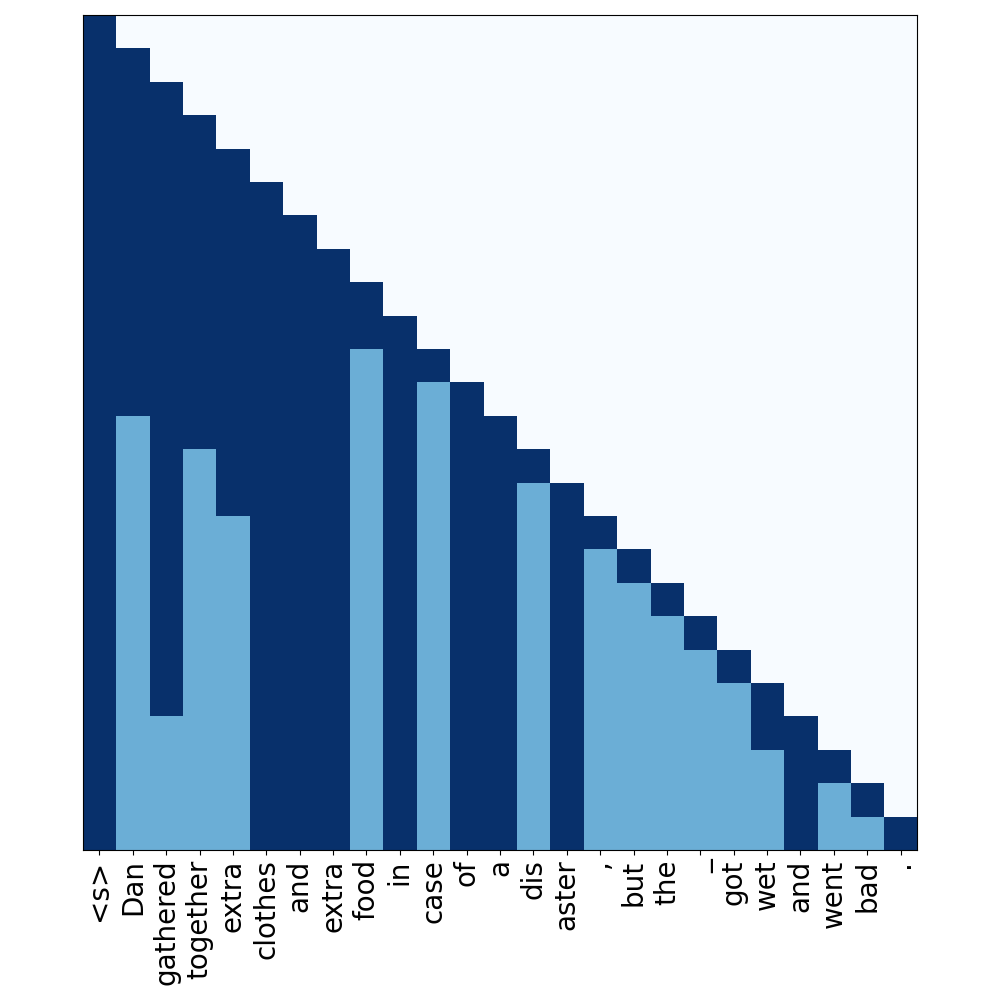 <s> Dan gathered together extra clothes and extra food in case of a dis aster , but the _ got wet and went bad .